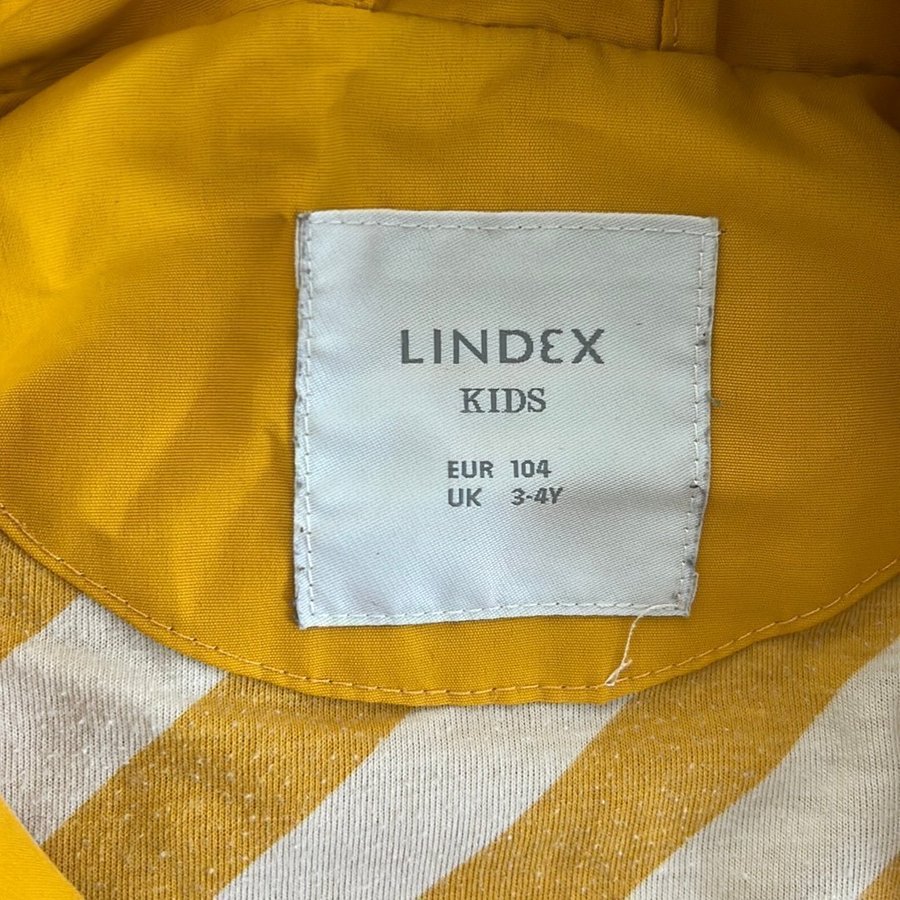 LINDEX
KIDS
EUR 104
UK 3-4Y